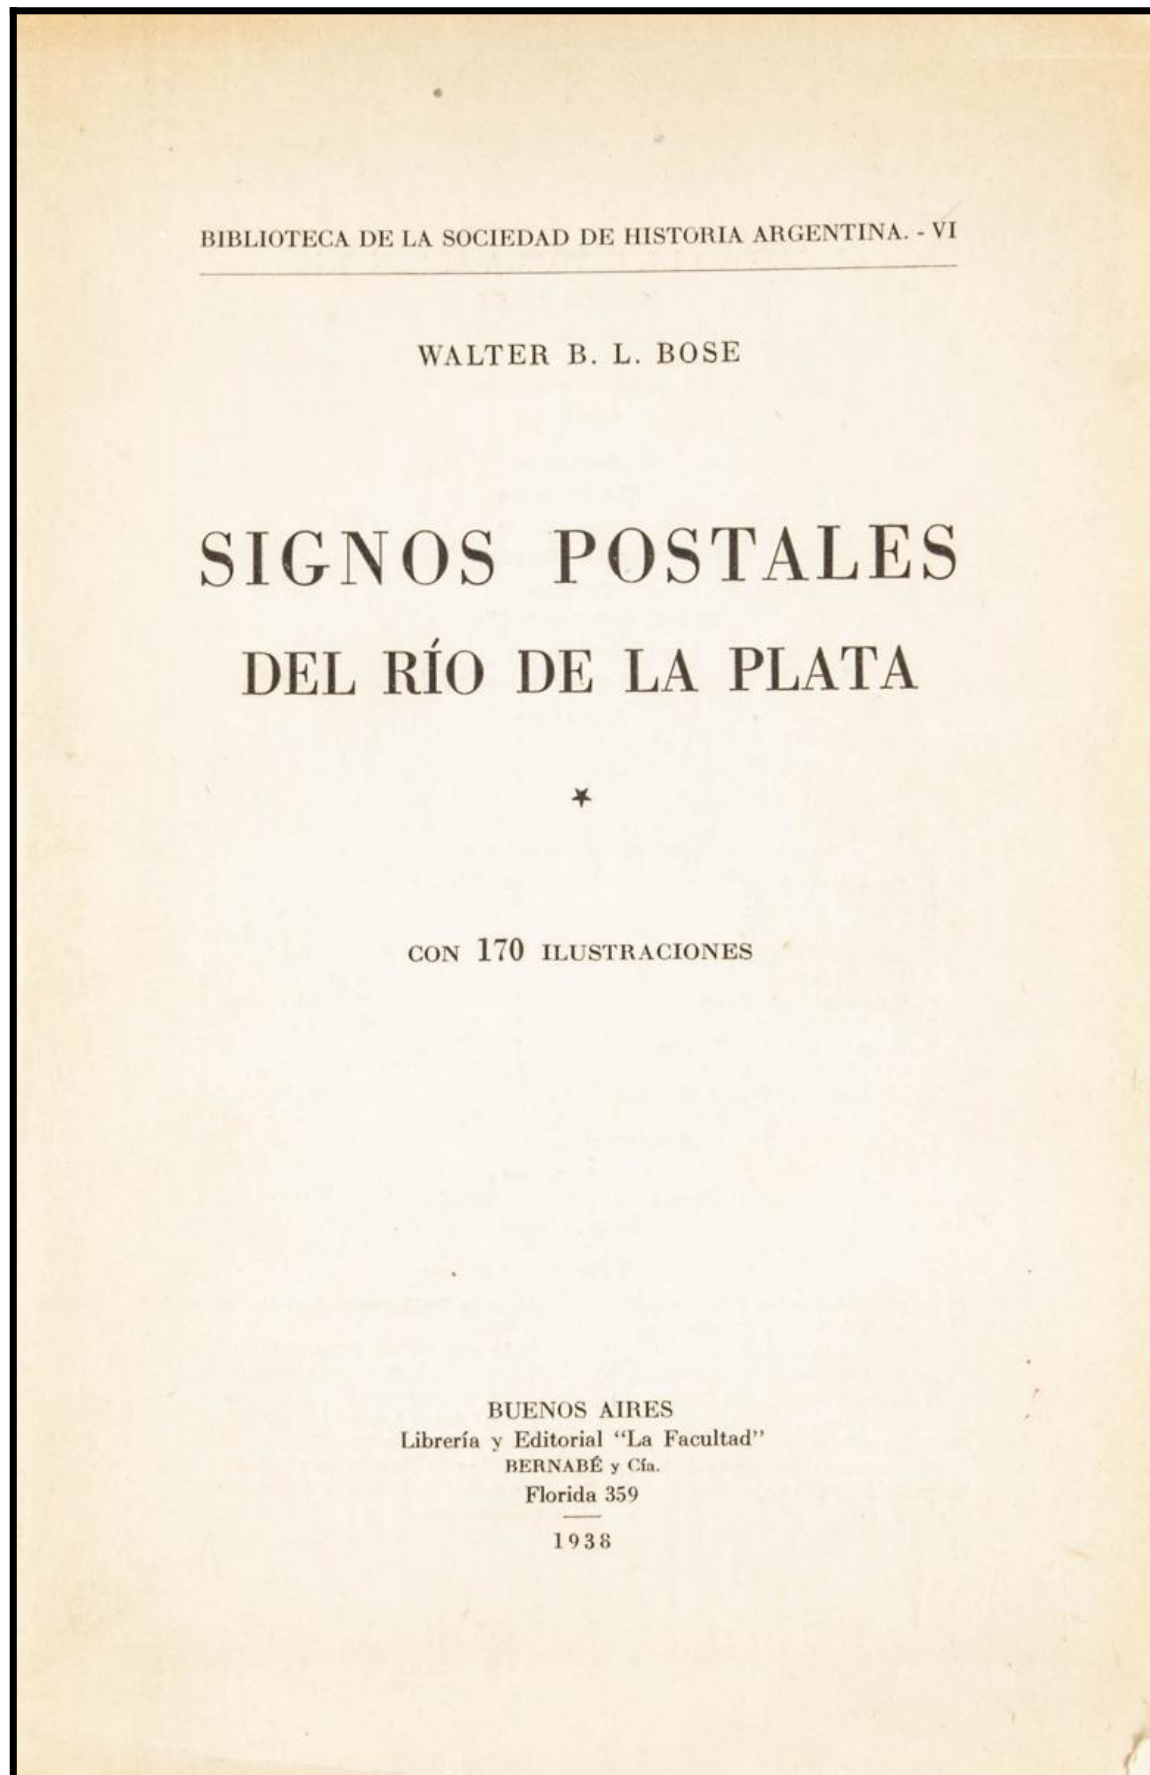 BIBLIOTECA DE LA SOCIEDAD DE HISTORIA ARGENTINA. - VI
WALTER B. L. BOSE
SIGNOS POSTALES
DEL RÍO DE LA PLATA
CON 170 ILUSTRACIONES
BUENOS AIRES
Librería y Editorial “La Facultad”
BERNABÉ y Cía.
Florida 359
1938